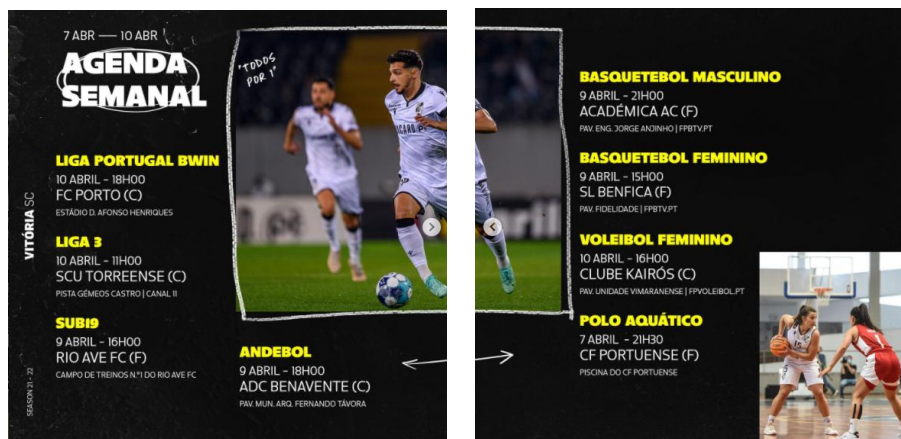 7 ABR — 10 ABR
AGENDA
SEMANAL
"TODOS
POR 1"
LIGA PORTUGAL BWIN
10 ABRIL - 18H00
FC PORTO (C)
ESTÁDIO D. AFONSO HENRIQUES
LIGA 3
10 ABRIL - 11H00
SCU TORREENSE (C)
PISTA GÉMEOS CASTRO | CANAL 11
SUB19
9 ABRIL - 16H00
RIO AVE FC (F)
CAMPO DE TREINOS N.º1 DO RIO AVE FC
ANDEBOL
9 ABRIL - 18H00
ADC BENAVENTE (C)
PAV. MUN. ARQ. FERNANDO TÁVORA
VITÓRIA SC
SEASON 21 - 22
BASQUETEBOL MASCULINO
9 ABRIL - 21H00
ACADÉMICA AC (F)
PAV. ENG. JORGE ANJINHO | FPBTV.PT
BASQUETEBOL FEMININO
9 ABRIL - 15H00
SL BENFICA (F)
PAV. FIDELIDADE | FPBTV.PT
VOLEIBOL FEMININO
10 ABRIL - 16H00
CLUBE KAIRÓS (C)
PAV. UNIDADE VIMARANENSE | FPVOLEIBOL.PT
POLO AQUÁTICO
7 ABRIL - 21H30
CF PORTUENSE (F)
PISCINA DO CF PORTUENSE